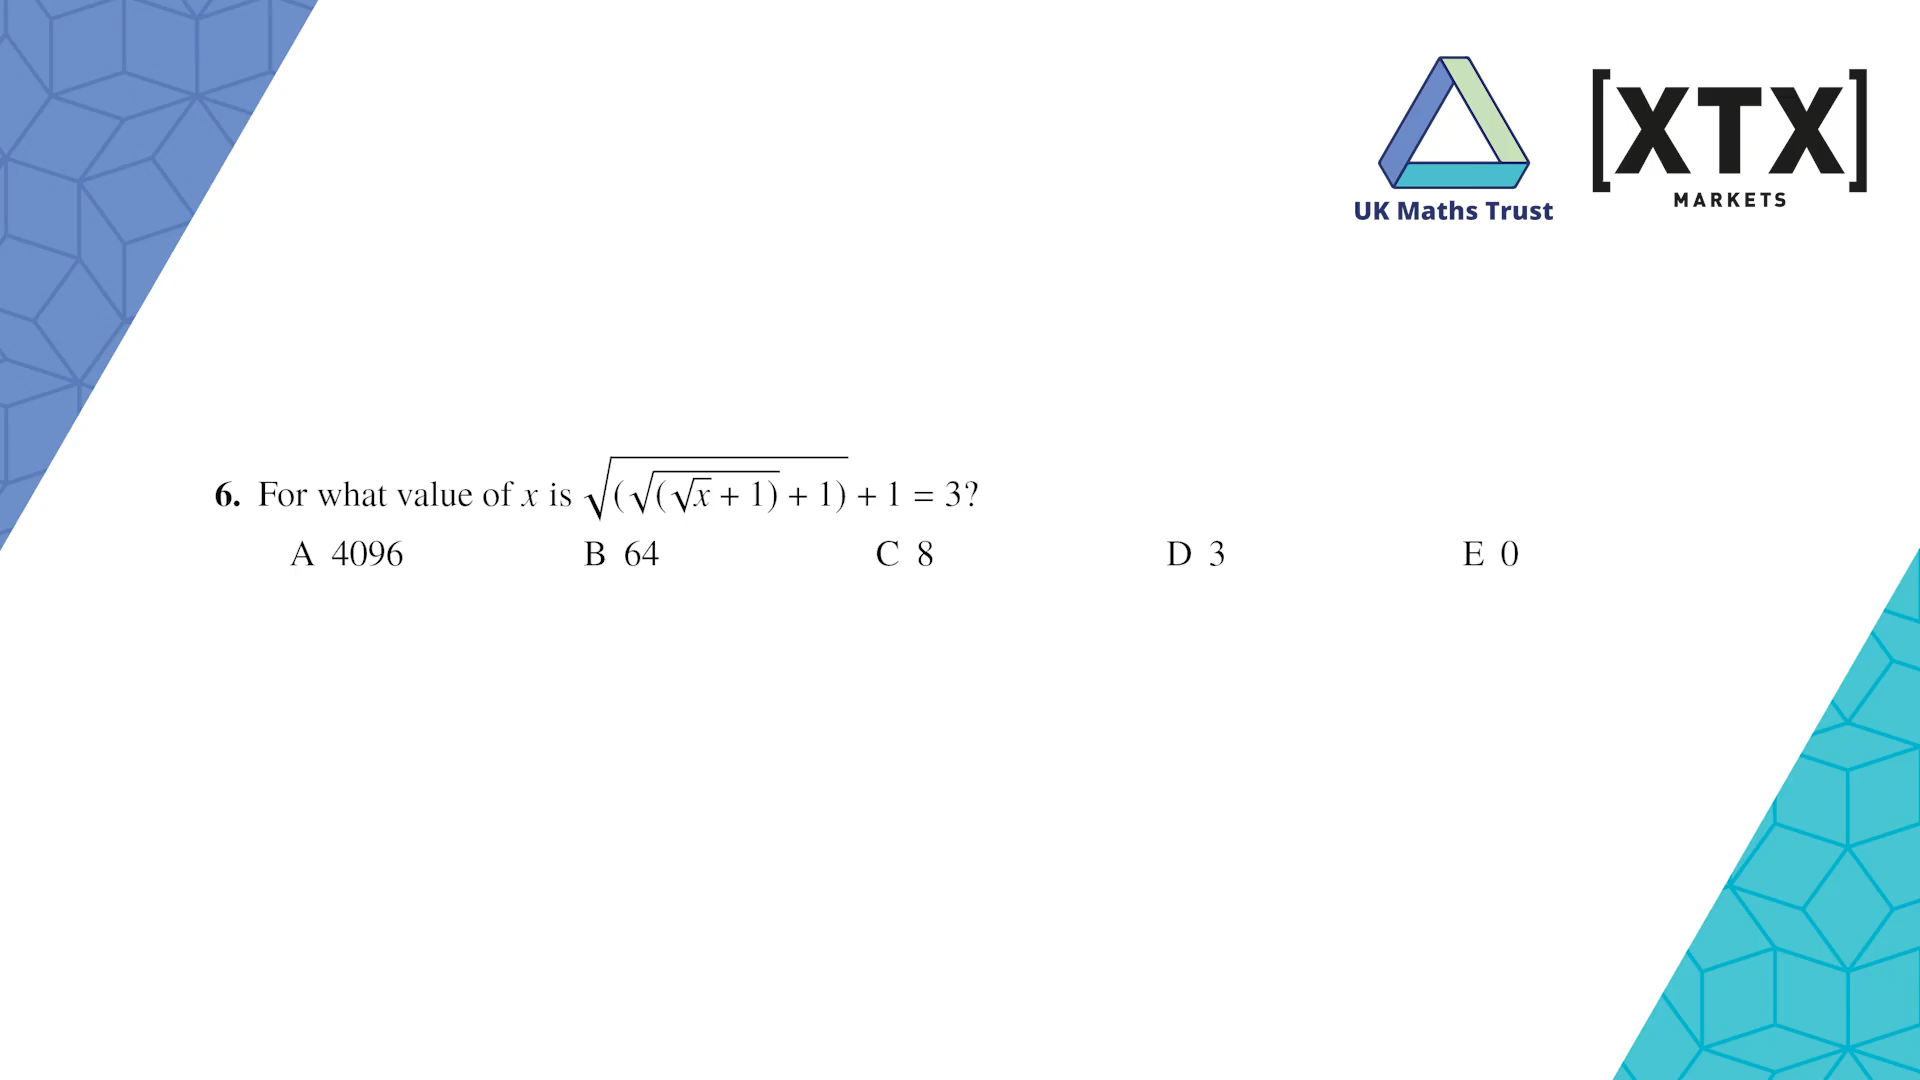 UK Maths Trust
[XTX]
MARKETS
6. For what value of x is √((√((√x + 1)) + 1)) + 1 = 3?
A 4096 B 64 C 8 D 3 E 0